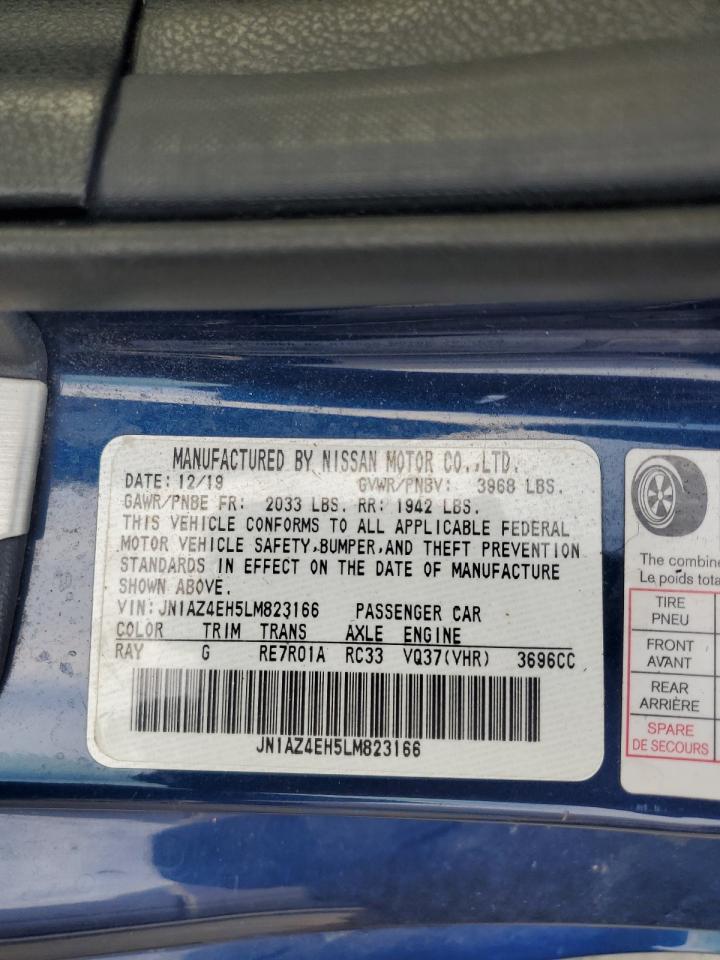 MANUFACTURED BY NISSAN MOTOR CO.,LTD.
DATE: 12/19 GVWR/PNBV: 3968 LBS.
GAWR/PNBE FR: 2033 LBS. RR: 1942 LBS.
THIS VEHICLE CONFORMS TO ALL APPLICABLE FEDERAL
MOTOR VEHICLE SAFETY,BUMPER,AND THEFT PREVENTION
STANDARDS IN EFFECT ON THE DATE OF MANUFACTURE
SHOWN ABOVE.
VIN:JN1AZ4EH5LM823166 PASSENGER CAR
COLOR TRIM TRANS AXLE ENGINE
RAY G RE7R01A RC33 VQ37(VHR) 3696CC
JN1AZ4EH5LM823166
The combine
Le poids tota
TIRE
PNEU
FRONT
AVANT
REAR
ARRIÈRE
SPARE
DE SECOURS